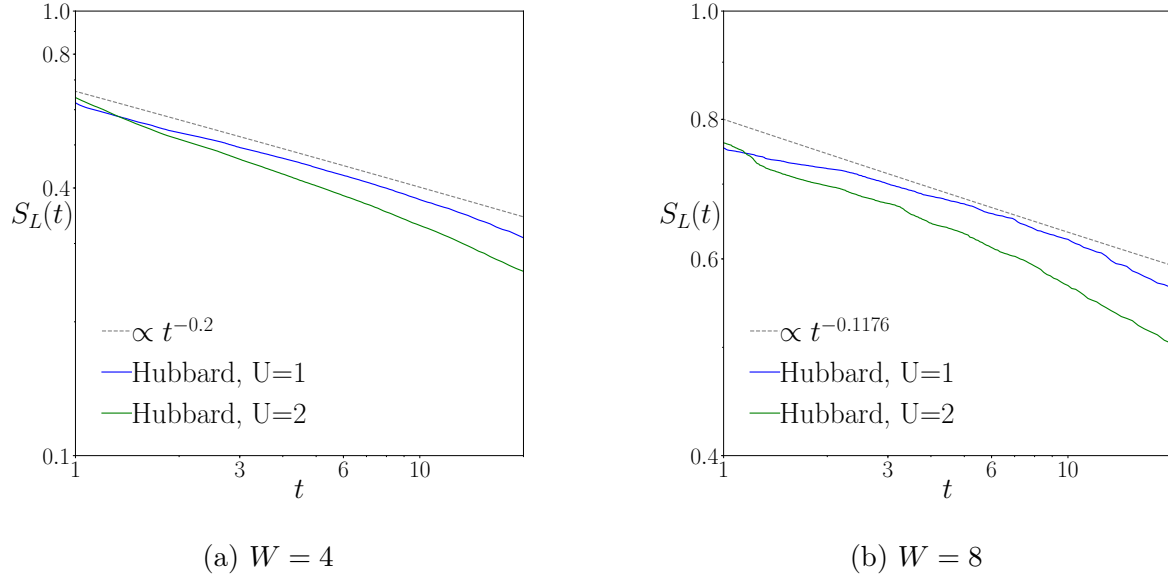 1.0
0.8
S_L(t)
0.4
0.1
∝ t^{-0.2}
Hubbard, U=1
Hubbard, U=2
1 3 6 10
t
(a) W = 4
1.0
0.8
S_L(t)
0.6
0.4
∝ t^{-0.1176}
Hubbard, U=1
Hubbard, U=2
1 3 6 10
t
(b) W = 8